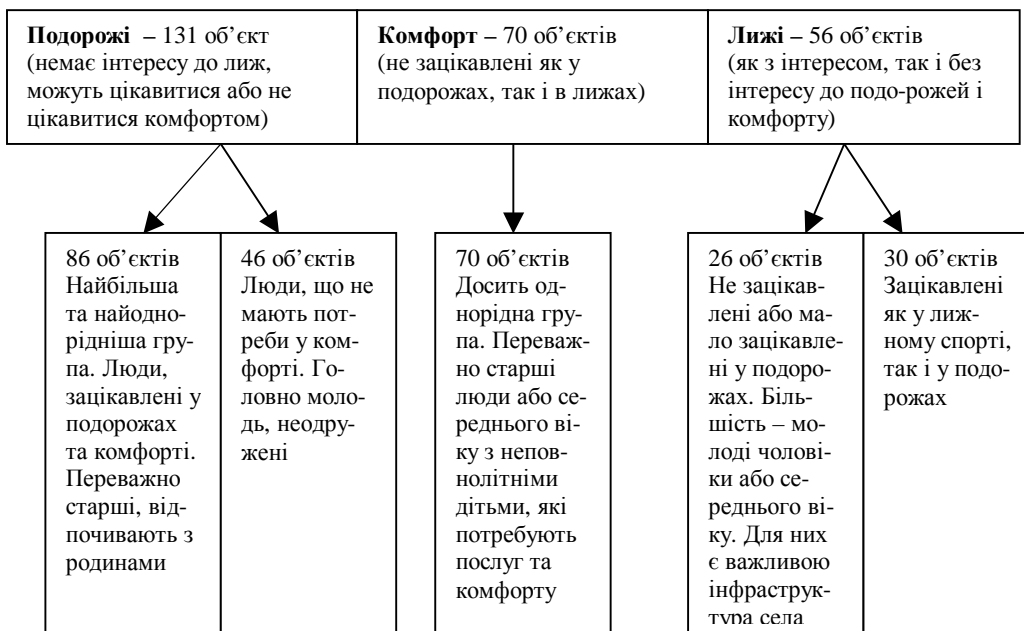 Подорожі – 131 об’єкт
(немає інтересу до лиж,
можуть цікавитися або не
цікавитися комфортом)
Комфорт – 70 об’єктів
(не зацікавлені як у
подорожах, так і в лижах)
Лижі – 56 об’єктів
(як з інтересом, так і без
інтересу до подо-рожей і
комфорту)
86 об’єктів
Найбільша
та найодно-
рідніша гру-
па. Люди,
зацікавлені у
подорожах
та комфорті.
Переважно
старші, від-
почивають з
родинами
46 об’єктів
Люди, що не
мають пот-
реби у ком-
форті. Го-
ловно моло-
дь, неодру-
жені
70 об’єктів
Досить од-
норідна гру-
па. Переваж-
но старші
люди або се-
реднього ві-
ку з непов-
нолітніми
дітьми, які
потребують
послуг та
комфорту
26 об’єктів
Не зацікав-
лені або ма-
ло зацікавле-
ні у подоро-
жах. Біль-
шість – мо-
лоді чолові-
ки або се-
реднього ві-
ку. Для них
є важливою
інфраструк-
тура села
30 об’єктів
Зацікавлені
як у лиж-
ному спорті,
так і у подо-
рожах